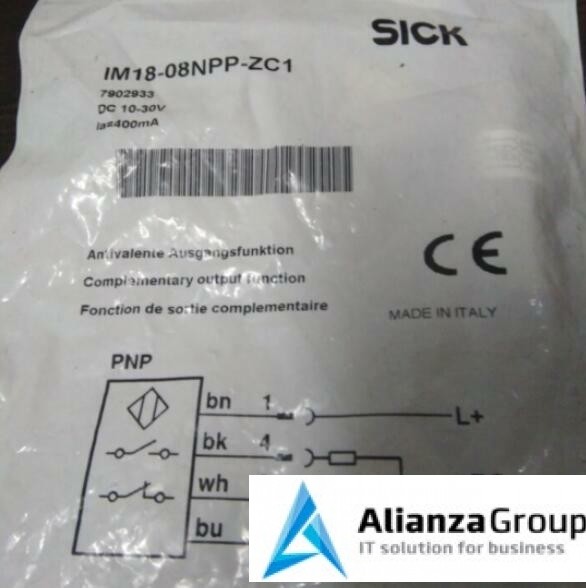 SICK
IM18-08NPP-ZC1
7902933
DC 10-30V
Ia=400mA
Antivalente Ausgangsfunktion
Complementary output function
Fonction de sortie complementaire
CE
MADE IN ITALY
PNP
bn 1 L+
bk 4
wh
bu
AlianzaGroup
IT solution for business